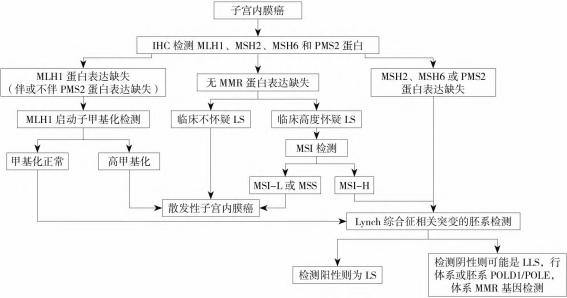 子宫内膜癌
IHC 检测 MLH1、MSH2、MSH6 和 PMS2 蛋白
MLH1 蛋白表达缺失
（伴或不伴 PMS2 蛋白表达缺失）
无 MMR 蛋白表达缺失
MSH2、MSH6 或 PMS2
蛋白表达缺失
MLH1 启动子甲基化检测
临床不怀疑 LS
临床高度怀疑 LS
MSI 检测
甲基化正常
高甲基化
MSI-L 或 MSS
MSI-H
散发性子宫内膜癌
Lynch 综合征相关突变的胚系检测
检测阳性则为 LS
检测阴性则可能是 LLS，行
体系或胚系 POLD1/POLE，
体系 MMR 基因检测